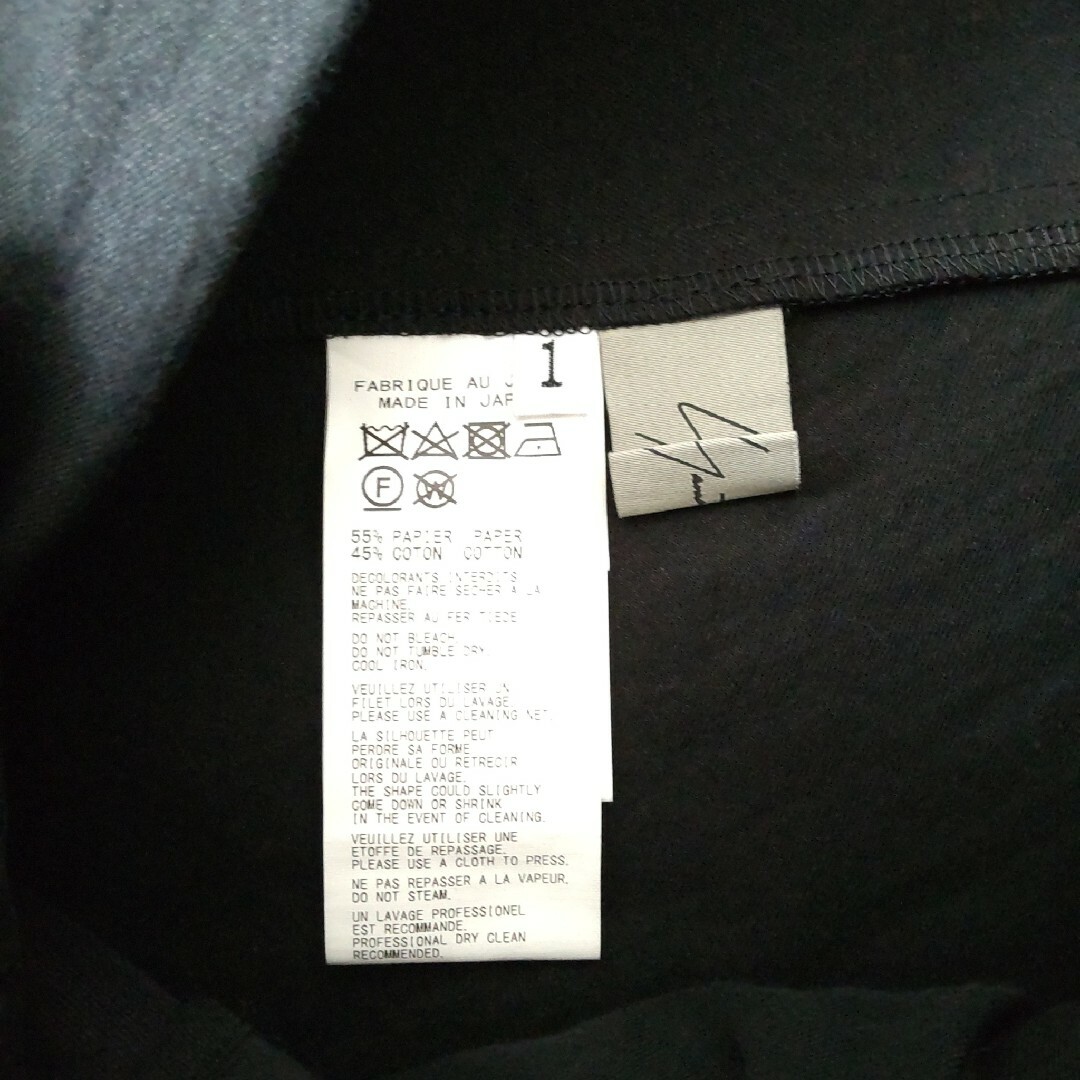 1
FABRIQUE AU J
MADE IN JAP
F
W
55% PAPIER PAPER
45% COTON COTTON
DECOLORANTS INTERDITS
NE PAS FAIRE SECHER A LA
MACHINE.
REPASSER AU FER TIEDE
DO NOT BLEACH.
DO NOT TUMBLE DRY.
COOL IRON.
VEUILLEZ UTILISER UN
FILET LORS DU LAVAGE.
PLEASE USE A CLEANING NET.
LA SILHOUETTE PEUT
PERDRE SA FORME
ORIGINALE OU RETRECIR
LORS DU LAVAGE.
THE SHAPE COULD SLIGHTLY
COME DOWN OR SHRINK
IN THE EVENT OF CLEANING.
VEUILLEZ UTILISER UNE
ETOFFE DE REPASSAGE.
PLEASE USE A CLOTH TO PRESS.
NE PAS REPASSER A LA VAPEUR.
DO NOT STEAM.
UN LAVAGE PROFESSIONEL
EST RECOMMANDE.
PROFESSIONAL DRY CLEAN
RECOMMENDED.